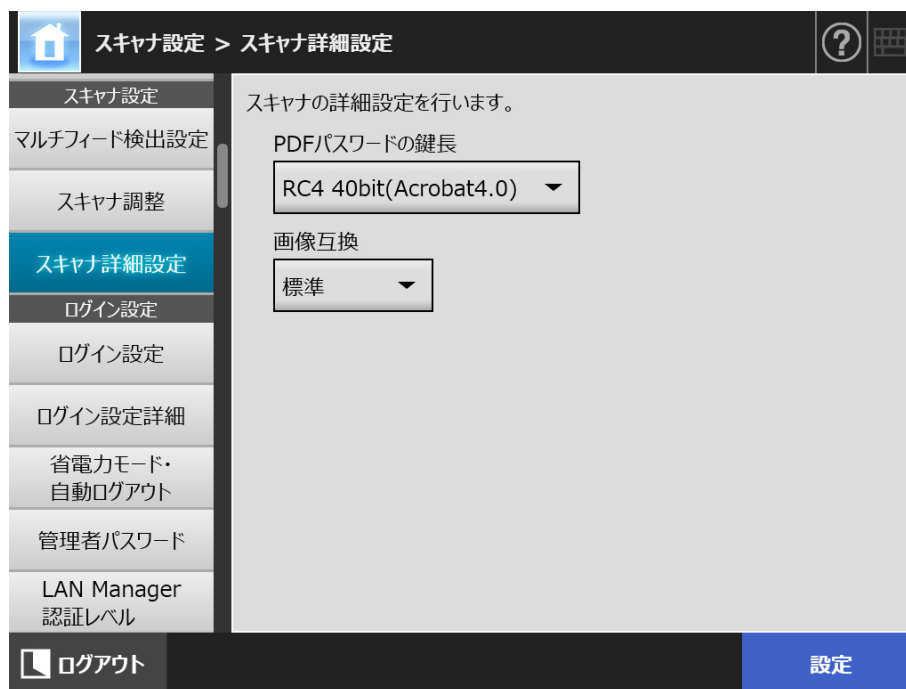 スキャナ設定 > スキャナ詳細設定
?
スキャナ設定
マルチフィード検出設定
スキャナ調整
スキャナ詳細設定
ログイン設定
ログイン設定
ログイン設定詳細
省電力モード・
自動ログアウト
管理者パスワード
LAN Manager
認証レベル
スキャナの詳細設定を行います。
PDFパスワードの鍵長
RC4 40bit(Acrobat4.0)
画像互換
標準
ログアウト
設定